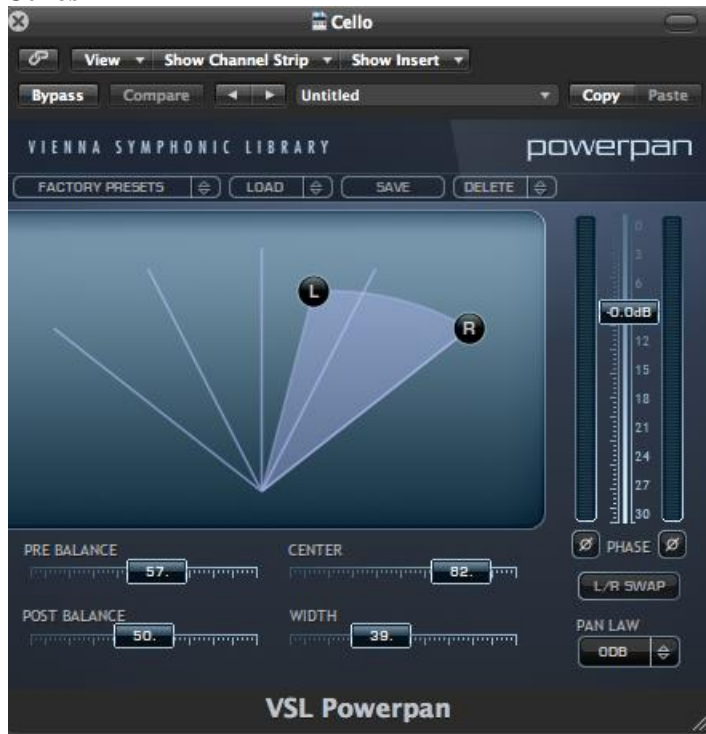 Cello
View Show Channel Strip Show Insert
Bypass Compare Untitled Copy Paste
VIENNA SYMPHONIC LIBRARY powerpan
FACTORY PRESETS LOAD SAVE DELETE
0
3
6
-0.0dB
12
15
18
21
24
27
30
L
R
PRE BALANCE CENTER
57. 82.
POST BALANCE WIDTH
50. 39.
Ø PHASE Ø
L/R SWAP
PAN LAW
0DB
VSL Powerpan